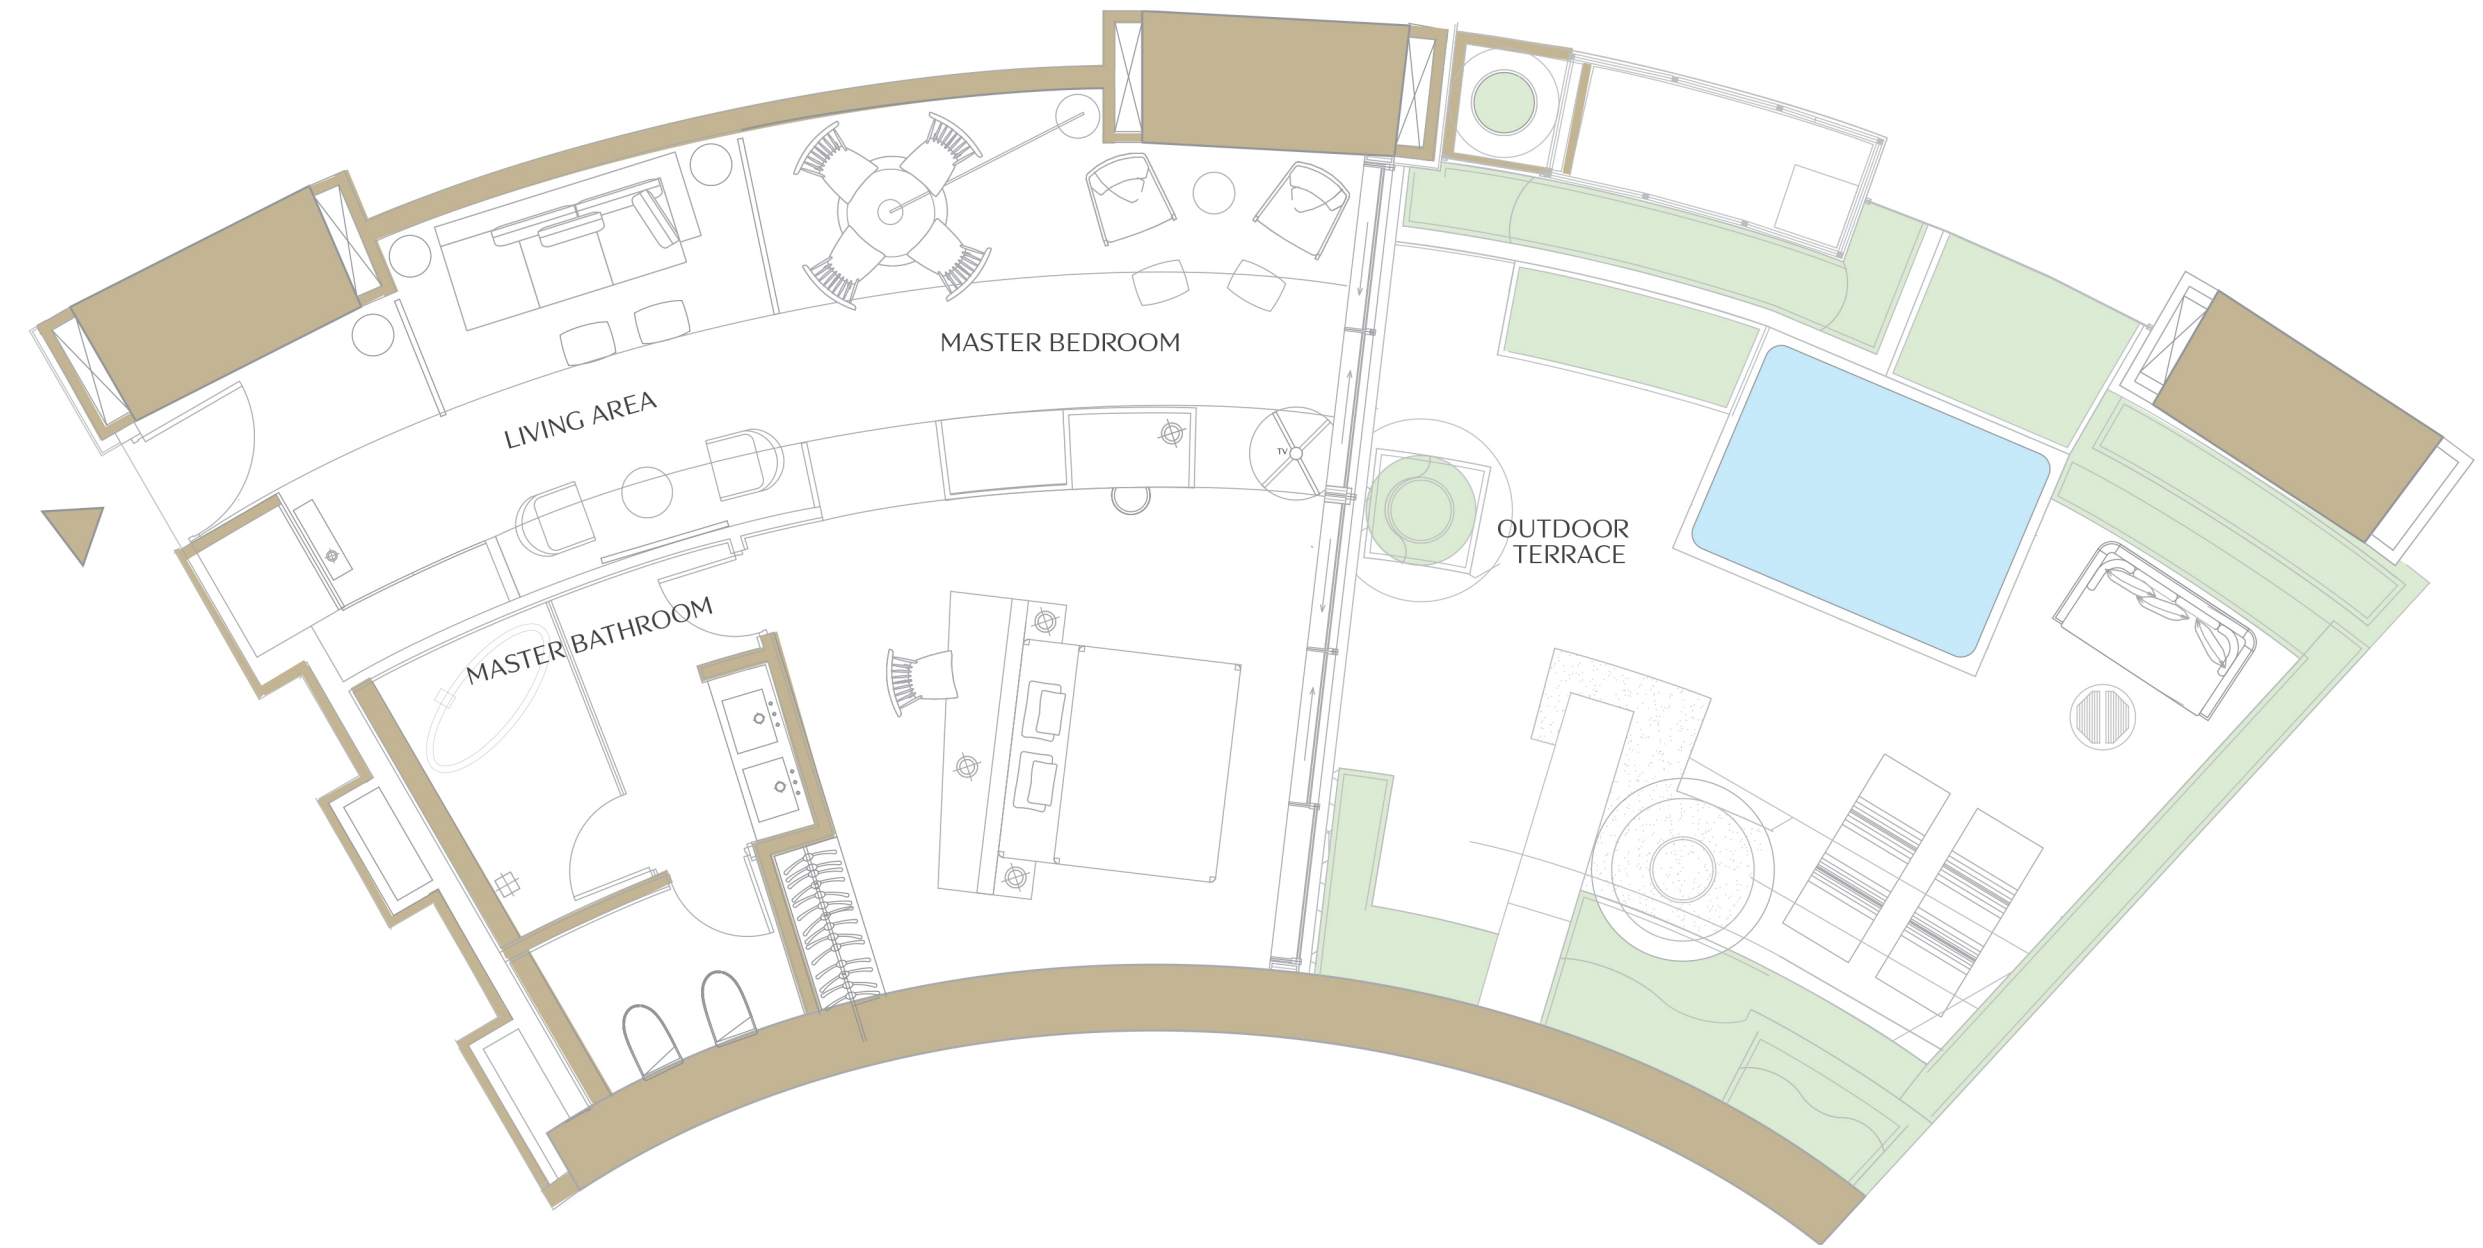 MASTER BEDROOM
LIVING AREA
TV
OUTDOOR
TERRACE
MASTER BATHROOM